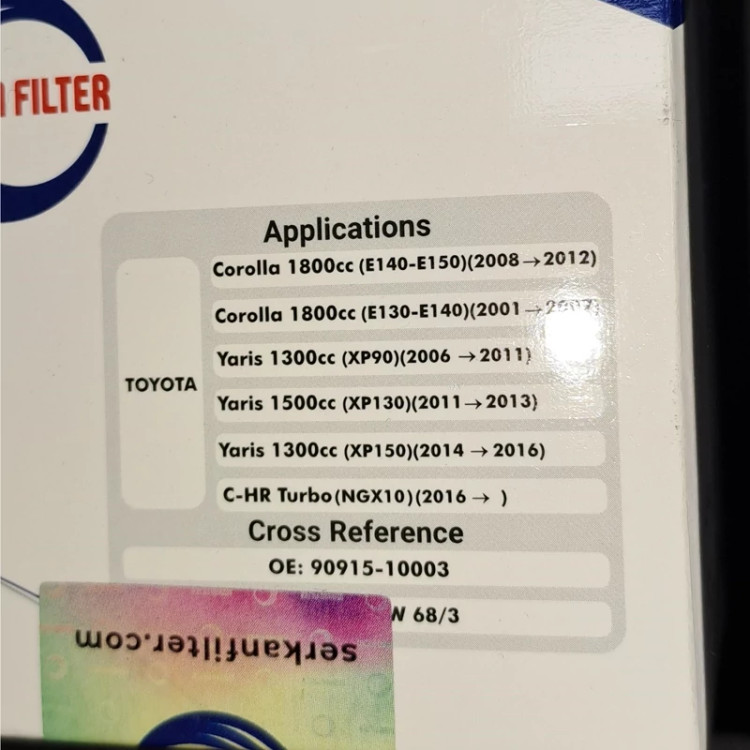 FILTER
Applications
TOYOTA
Corolla 1800cc (E140-E150)(2008→2012)
Corolla 1800cc (E130-E140)(2001→2007)
Yaris 1300cc (XP90)(2006 →2011)
Yaris 1500cc (XP130)(2011→2013)
Yaris 1300cc (XP150)(2014 → 2016)
C-HR Turbo(NGX10)(2016 → )
Cross Reference
OE: 90915-10003
68/3
serkanfilter.com